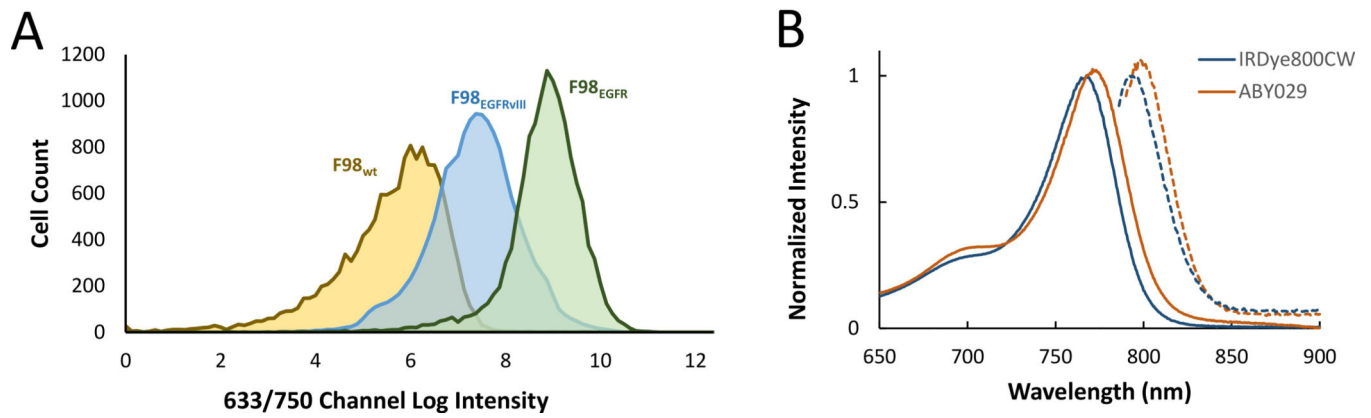 A
1200
1000
800
600
400
200
0
Cell Count
F98wt
F98EGFRvIII
F98EGFR
0 2 4 6 8 10 12
633/750 Channel Log Intensity
B
1
0.5
0
Normalized Intensity
IRDye800CW
ABY029
650 700 750 800 850 900
Wavelength (nm)